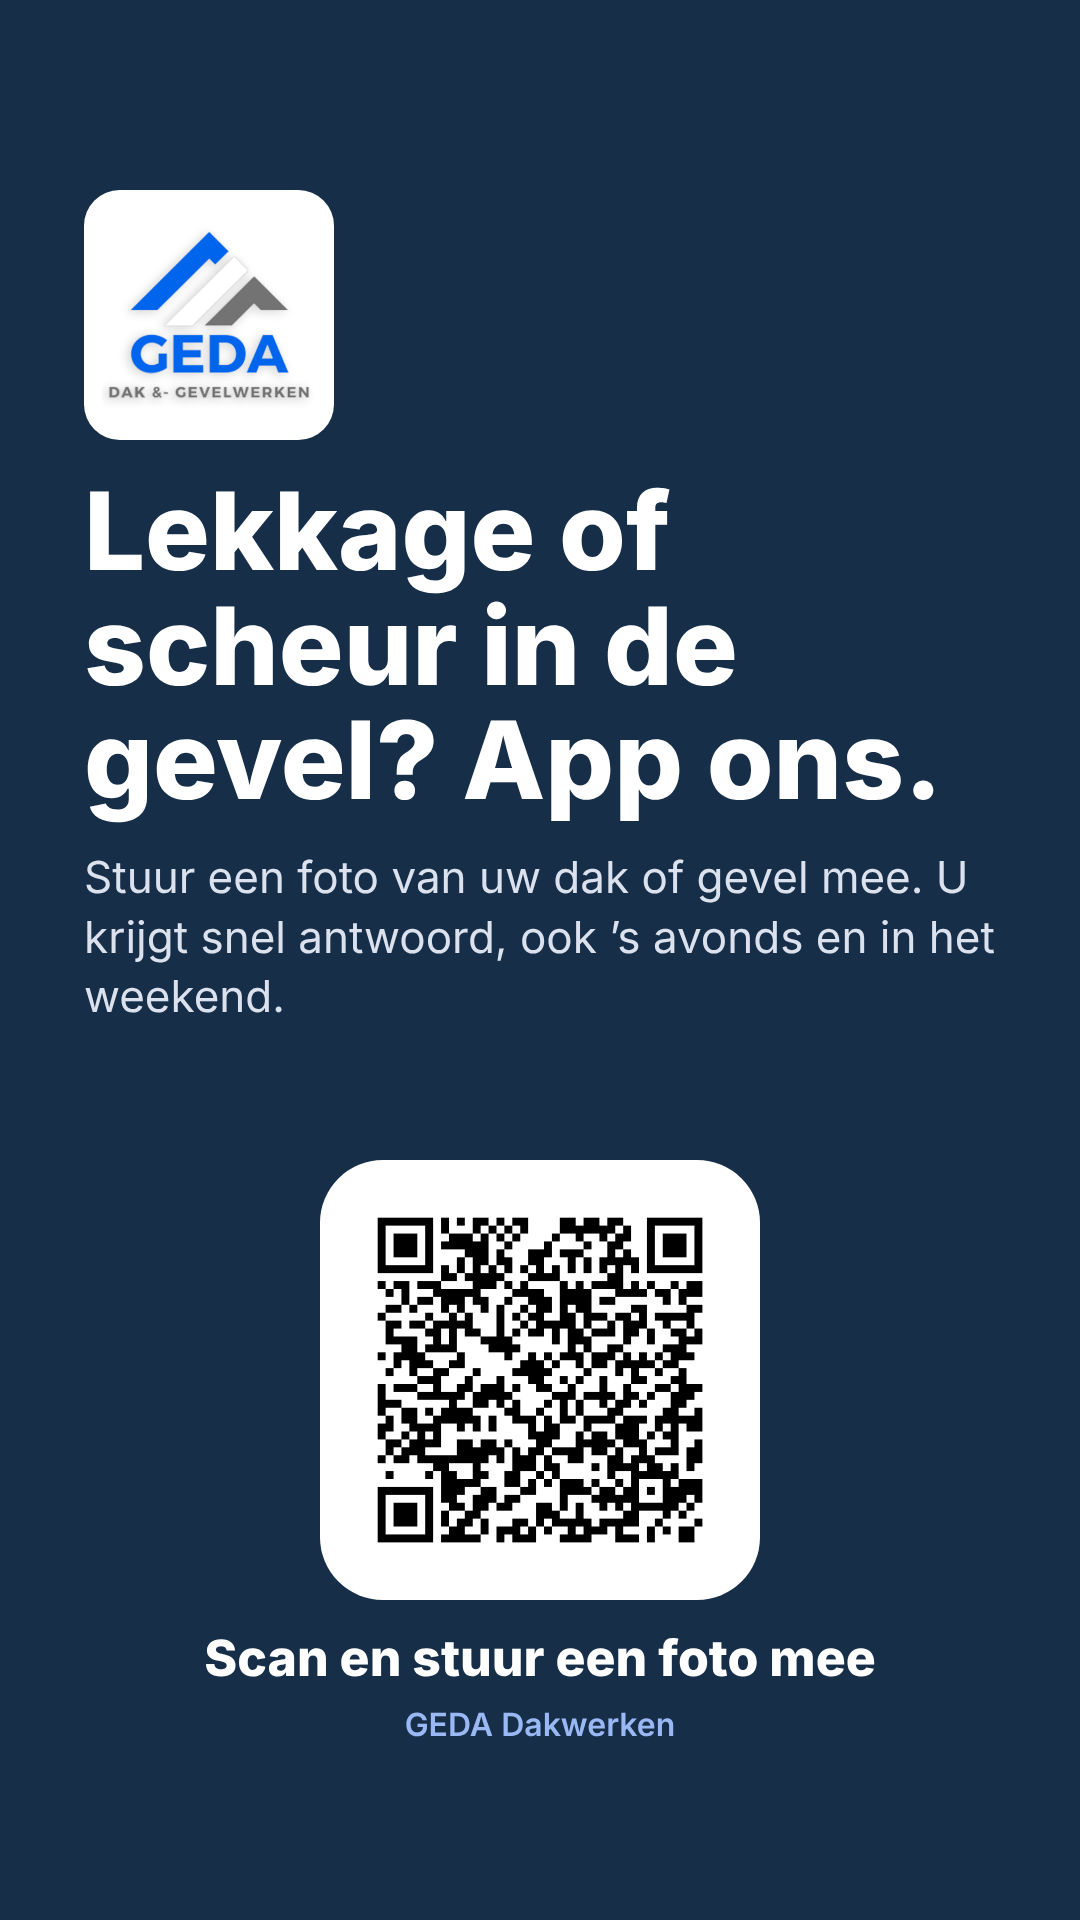 GEDA
DAK &- GEVELWERKEN
Lekkage of
scheur in de
gevel? App ons.
Stuur een foto van uw dak of gevel mee. U
krijgt snel antwoord, ook ’s avonds en in het
weekend.
Scan en stuur een foto mee
GEDA Dakwerken